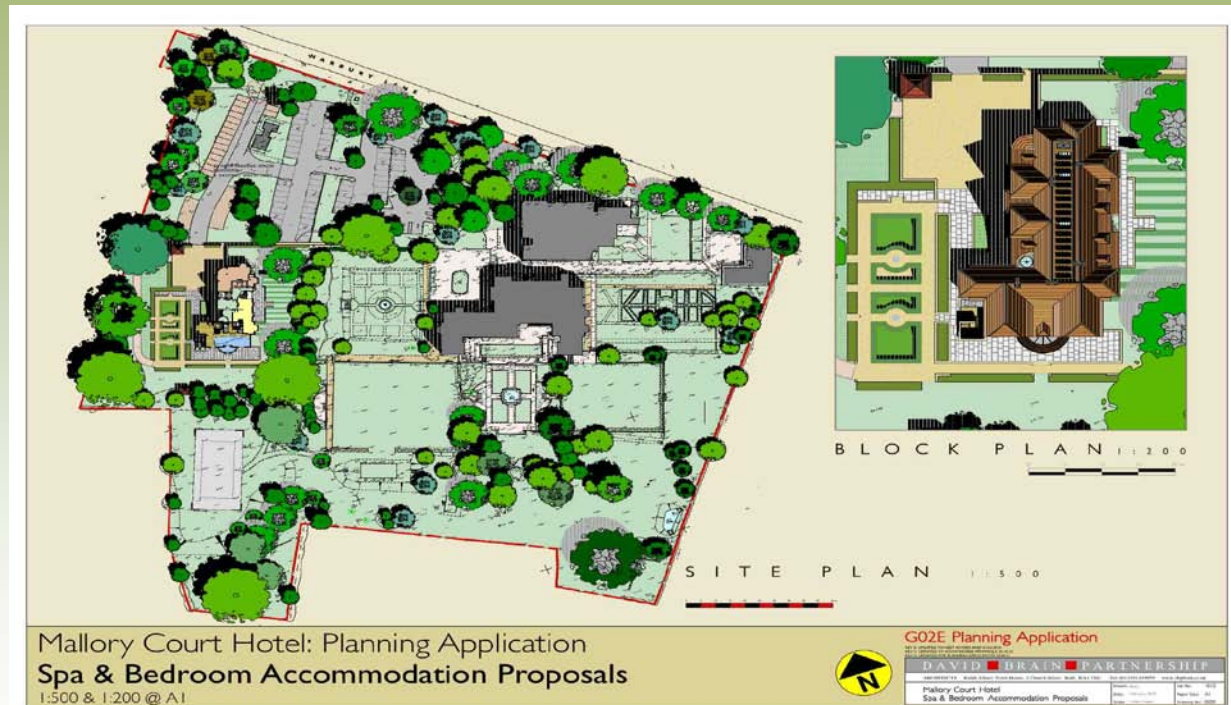 HARBURY LANE
BLOCK PLAN 1:200
SITE PLAN 1:500
Mallory Court Hotel: Planning Application
Spa & Bedroom Accommodation Proposals
1:500 & 1:200 @ A1
N
G02E Planning Application
DAVID BRAIN PARTNERSHIP
Mallory Court Hotel
Spa & Bedroom Accommodation Proposals